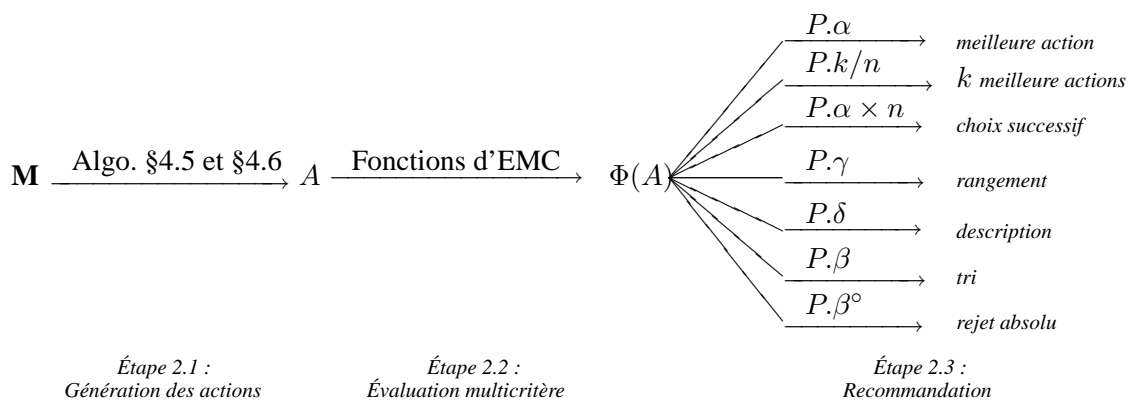 P.α meilleure action
P.k/n k meilleure actions
P.α × n choix successif
M Algo. §4.5 et §4.6 A Fonctions d'EMC Φ(A) P.γ rangement
P.δ description
P.β tri
P.β° rejet absolu
Étape 2.1 :
Génération des actions
Étape 2.2 :
Évaluation multicritère
Étape 2.3 :
Recommandation